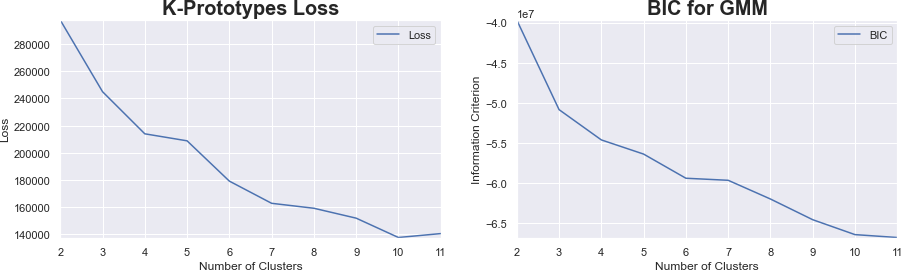 K-Prototypes Loss
Loss
280000
260000
240000
220000
200000
180000
160000
140000
Loss
2 3 4 5 6 7 8 9 10 11
Number of Clusters
BIC for GMM
1e7
BIC
−4.0
−4.5
−5.0
−5.5
−6.0
−6.5
Information Criterion
2 3 4 5 6 7 8 9 10 11
Number of Clusters